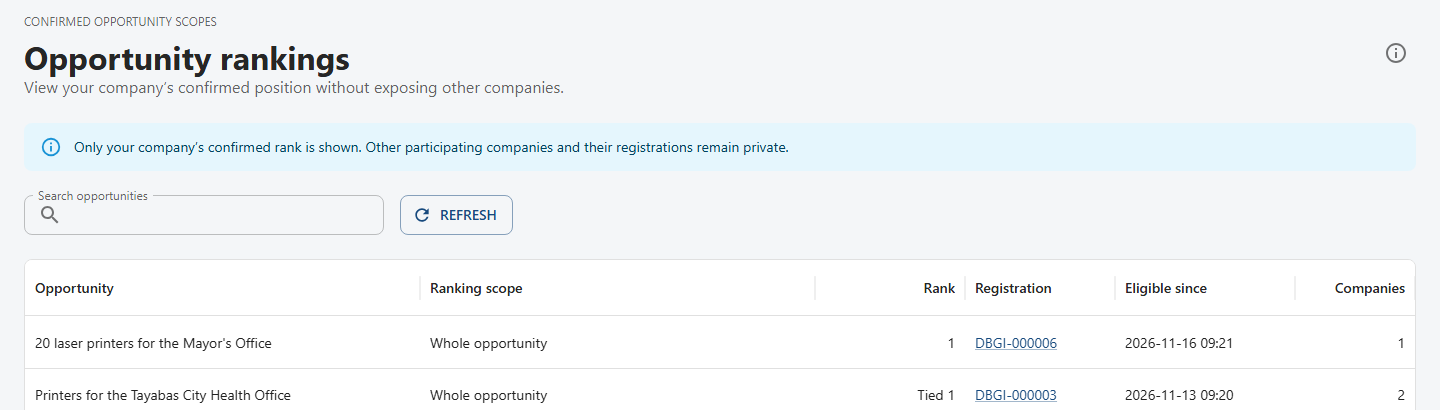 CONFIRMED OPPORTUNITY SCOPES
Opportunity rankings
View your company's confirmed position without exposing other companies.
Only your company's confirmed rank is shown. Other participating companies and their registrations remain private.
Search opportunities
REFRESH
Opportunity Ranking scope Rank Registration Eligible since Companies
20 laser printers for the Mayor's Office Whole opportunity 1 DBGI-000006 2026-11-16 09:21 1
Printers for the Tayabas City Health Office Whole opportunity Tied 1 DBGI-000003 2026-11-13 09:20 2